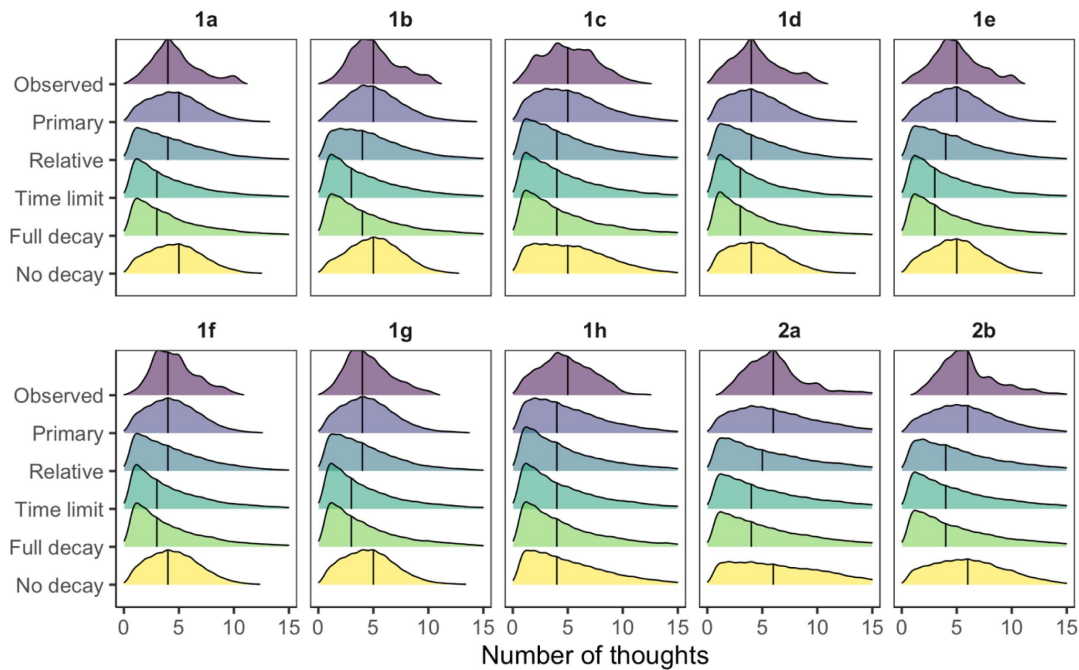 1a 1b 1c 1d 1e
Observed
Primary
Relative
Time limit
Full decay
No decay
1f 1g 1h 2a 2b
Observed
Primary
Relative
Time limit
Full decay
No decay
0 5 10 15 0 5 10 15 0 5 10 15 0 5 10 15 0 5 10 15
Number of thoughts